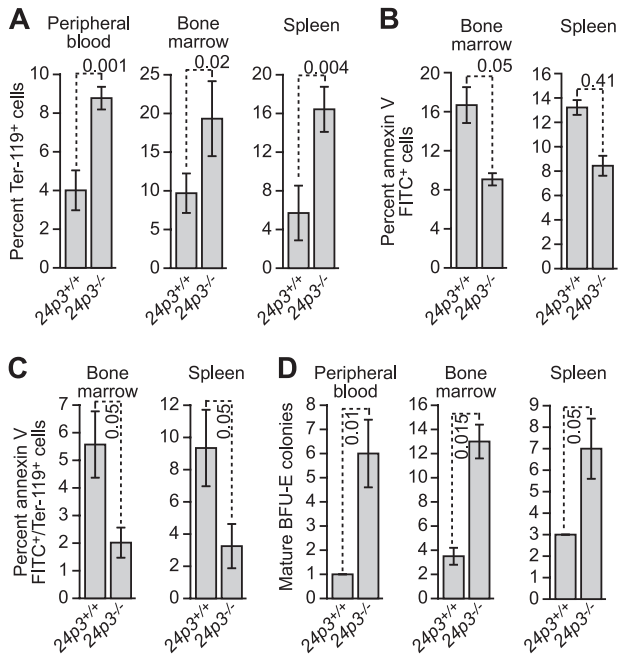 A
Peripheral
blood
Bone
marrow
Spleen
Percent Ter-119⁺ cells
10
8
6
4
2
0
0.001
24p3+/+
24p3-/-
25
20
15
10
5
0
0.02
24p3+/+
24p3-/-
20
16
12
8
4
0
0.004
24p3+/+
24p3-/-
B
Bone
marrow
Spleen
Percent annexin V
FITC⁺ cells
20
16
12
8
4
0
0.05
24p3+/+
24p3-/-
16
14
12
10
8
6
4
2
0
0.41
24p3+/+
24p3-/-
C
Bone
marrow
Spleen
Percent annexin V
FITC⁺/Ter-119⁺ cells
7
6
5
4
3
2
1
0
0.05
24p3+/+
24p3-/-
12
10
8
6
4
2
0
0.05
24p3+/+
24p3-/-
D
Peripheral
blood
Bone
marrow
Spleen
Mature BFU-E colonies
8
7
6
5
4
3
2
1
0
0.01
24p3+/+
24p3-/-
16
14
12
10
8
6
4
2
0
0.015
24p3+/+
24p3-/-
9
8
7
6
5
4
3
2
1
0
0.05
24p3+/+
24p3-/-